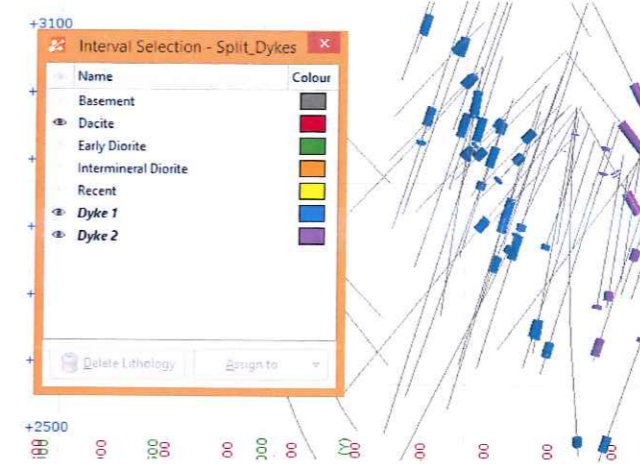 +3100
Interval Selection - Split_Dykes
Name Colour
Basement
Dacite
Early Diorite
Intermineral Diorite
Recent
Dyke 1
Dyke 2
Delete Lithology Assign to
+2500
(Y)